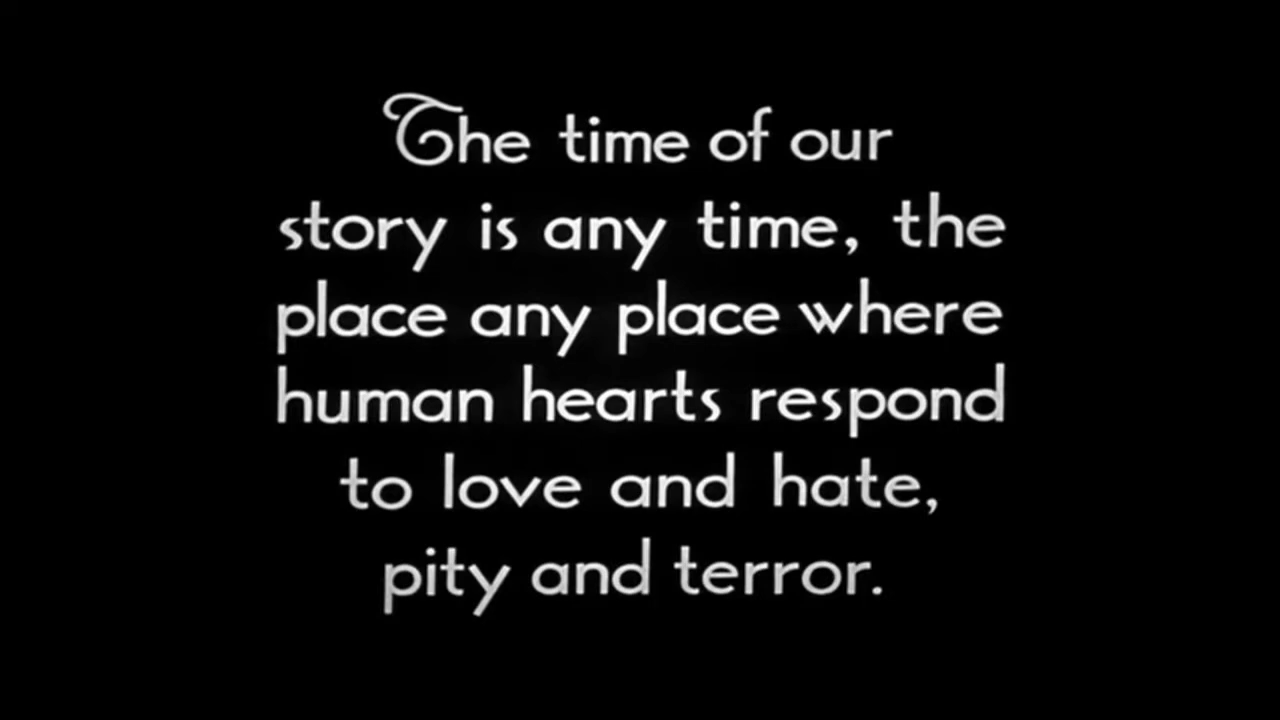 The time of our
story is any time, the
place any place where
human hearts respond
to love and hate,
pity and terror.